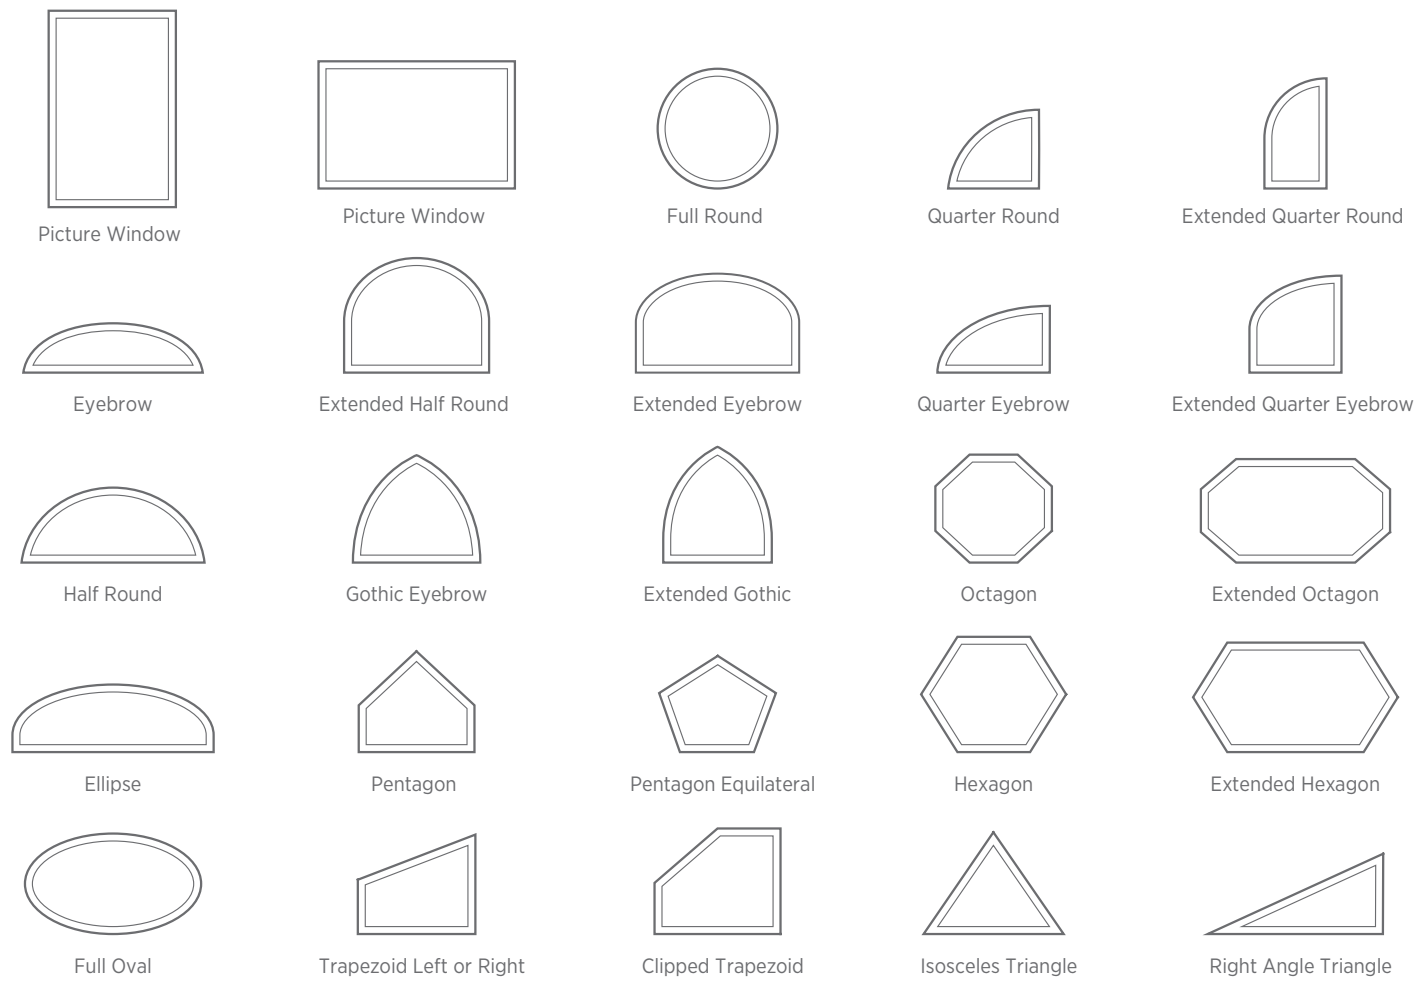 Picture Window
Picture Window
Full Round
Quarter Round
Extended Quarter Round
Eyebrow
Extended Half Round
Extended Eyebrow
Quarter Eyebrow
Extended Quarter Eyebrow
Half Round
Gothic Eyebrow
Extended Gothic
Octagon
Extended Octagon
Ellipse
Pentagon
Pentagon Equilateral
Hexagon
Extended Hexagon
Full Oval
Trapezoid Left or Right
Clipped Trapezoid
Isosceles Triangle
Right Angle Triangle